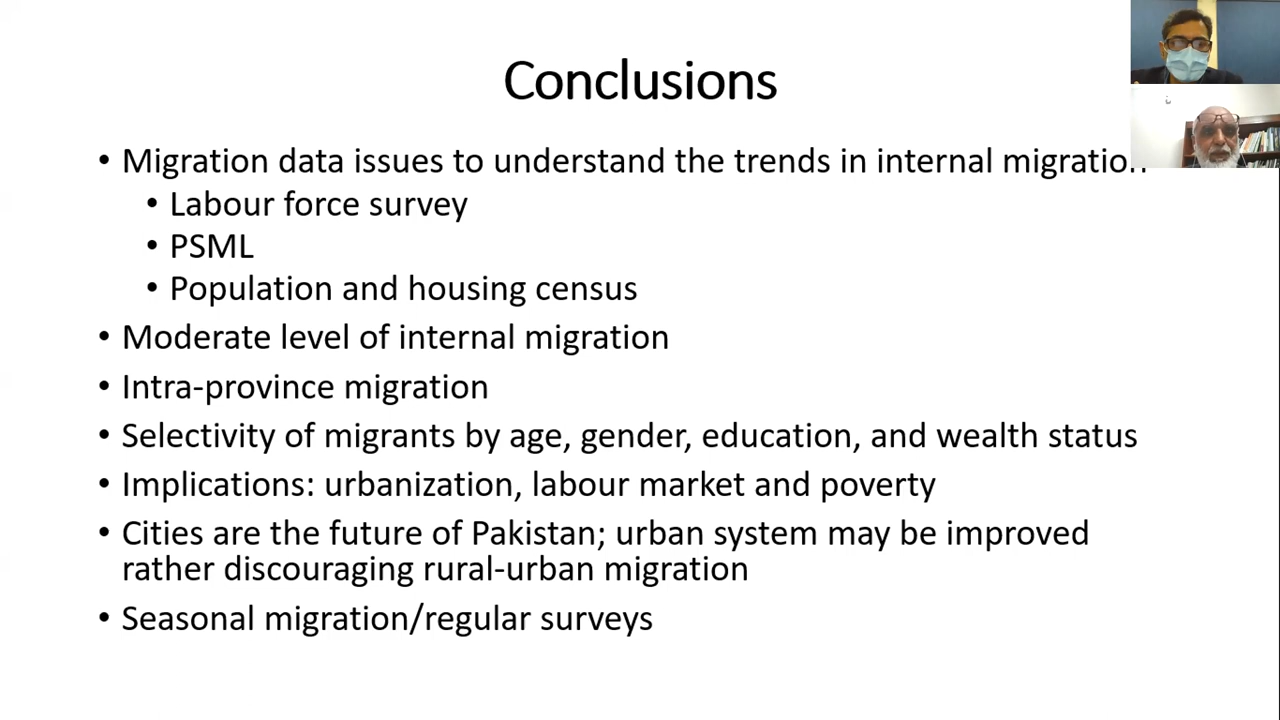 Conclusions
• Migration data issues to understand the trends in internal migration
• Labour force survey
• PSML
• Population and housing census
• Moderate level of internal migration
• Intra-province migration
• Selectivity of migrants by age, gender, education, and wealth status
• Implications: urbanization, labour market and poverty
• Cities are the future of Pakistan; urban system may be improved
rather discouraging rural-urban migration
• Seasonal migration/regular surveys